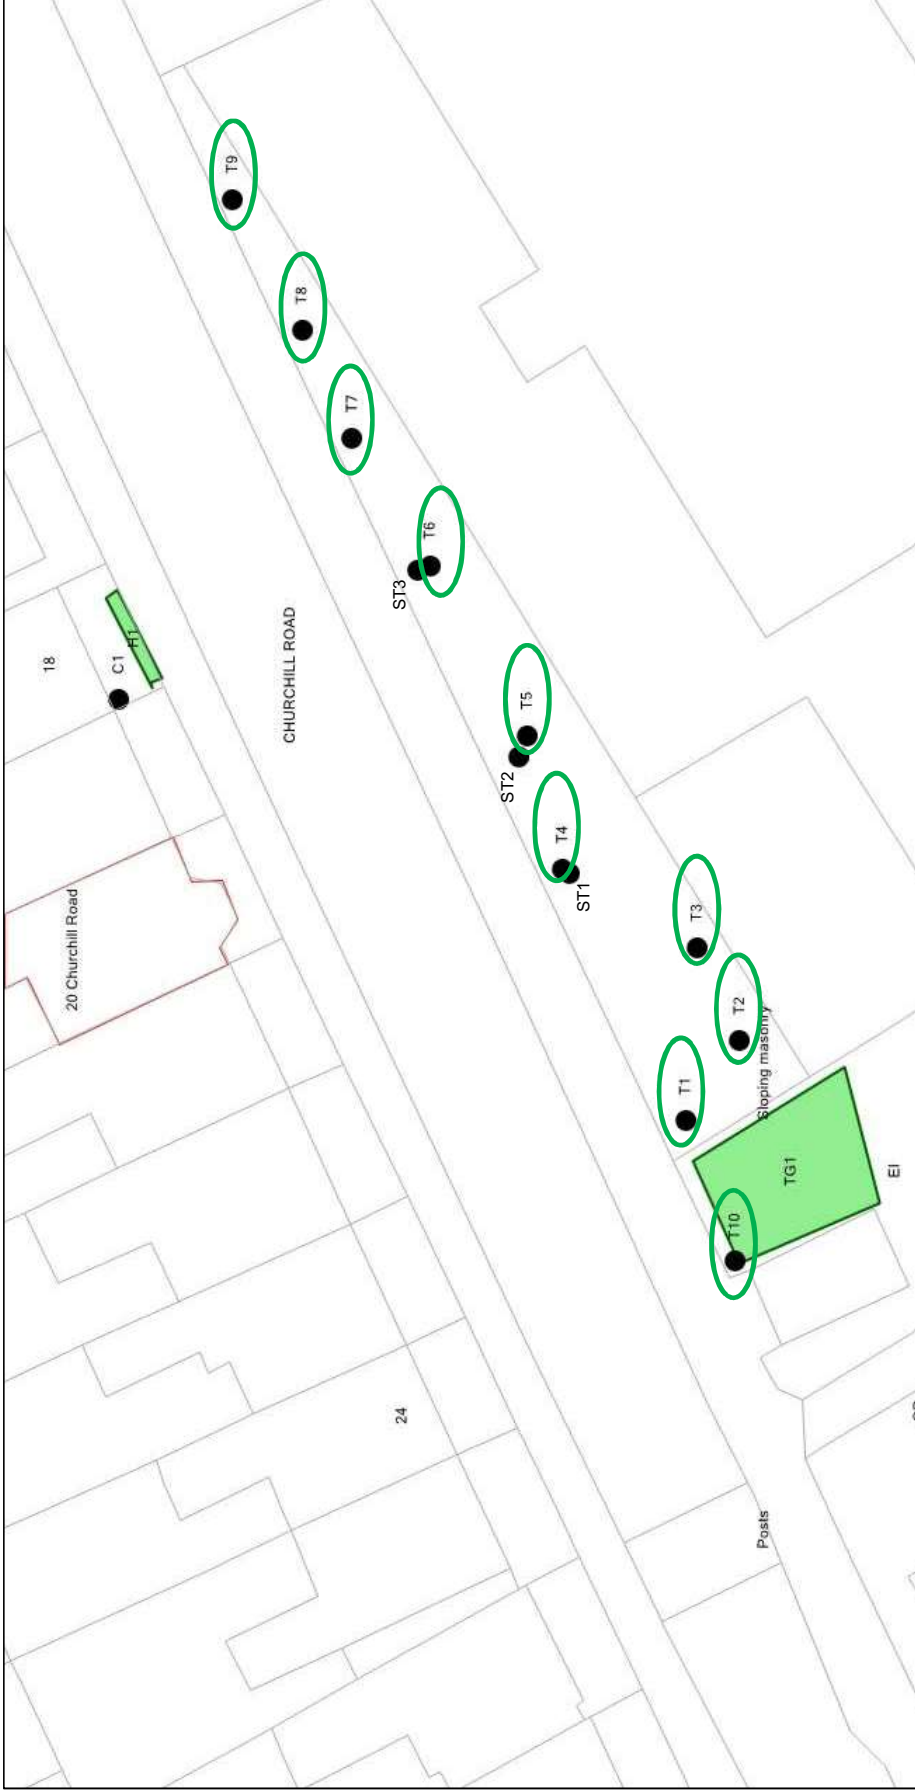 T9
T8
T7
T6
ST3
H1
C1
18
CHURCHILL ROAD
T5
ST2
T4
ST1
20 Churchill Road
T3
T2
Sloping masonry
T1
TG1
El
T10
24
Posts